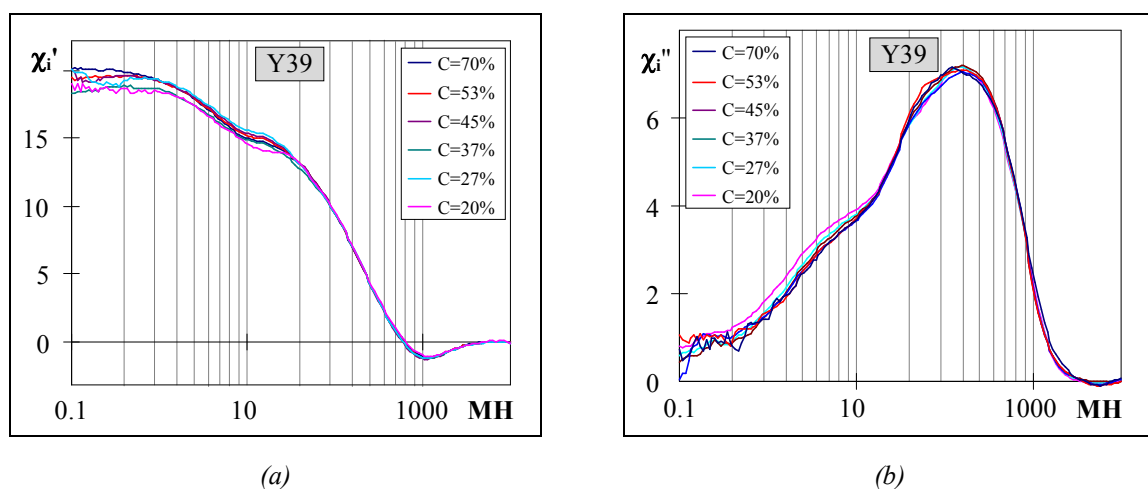 χi'
Y39
C=70%
C=53%
C=45%
C=37%
C=27%
C=20%
15
10
5
0
0.1 10 1000 MH
(a)
χi"
Y39
C=70%
C=53%
C=45%
C=37%
C=27%
C=20%
6
4
2
0
0.1 10 1000 MH
(b)